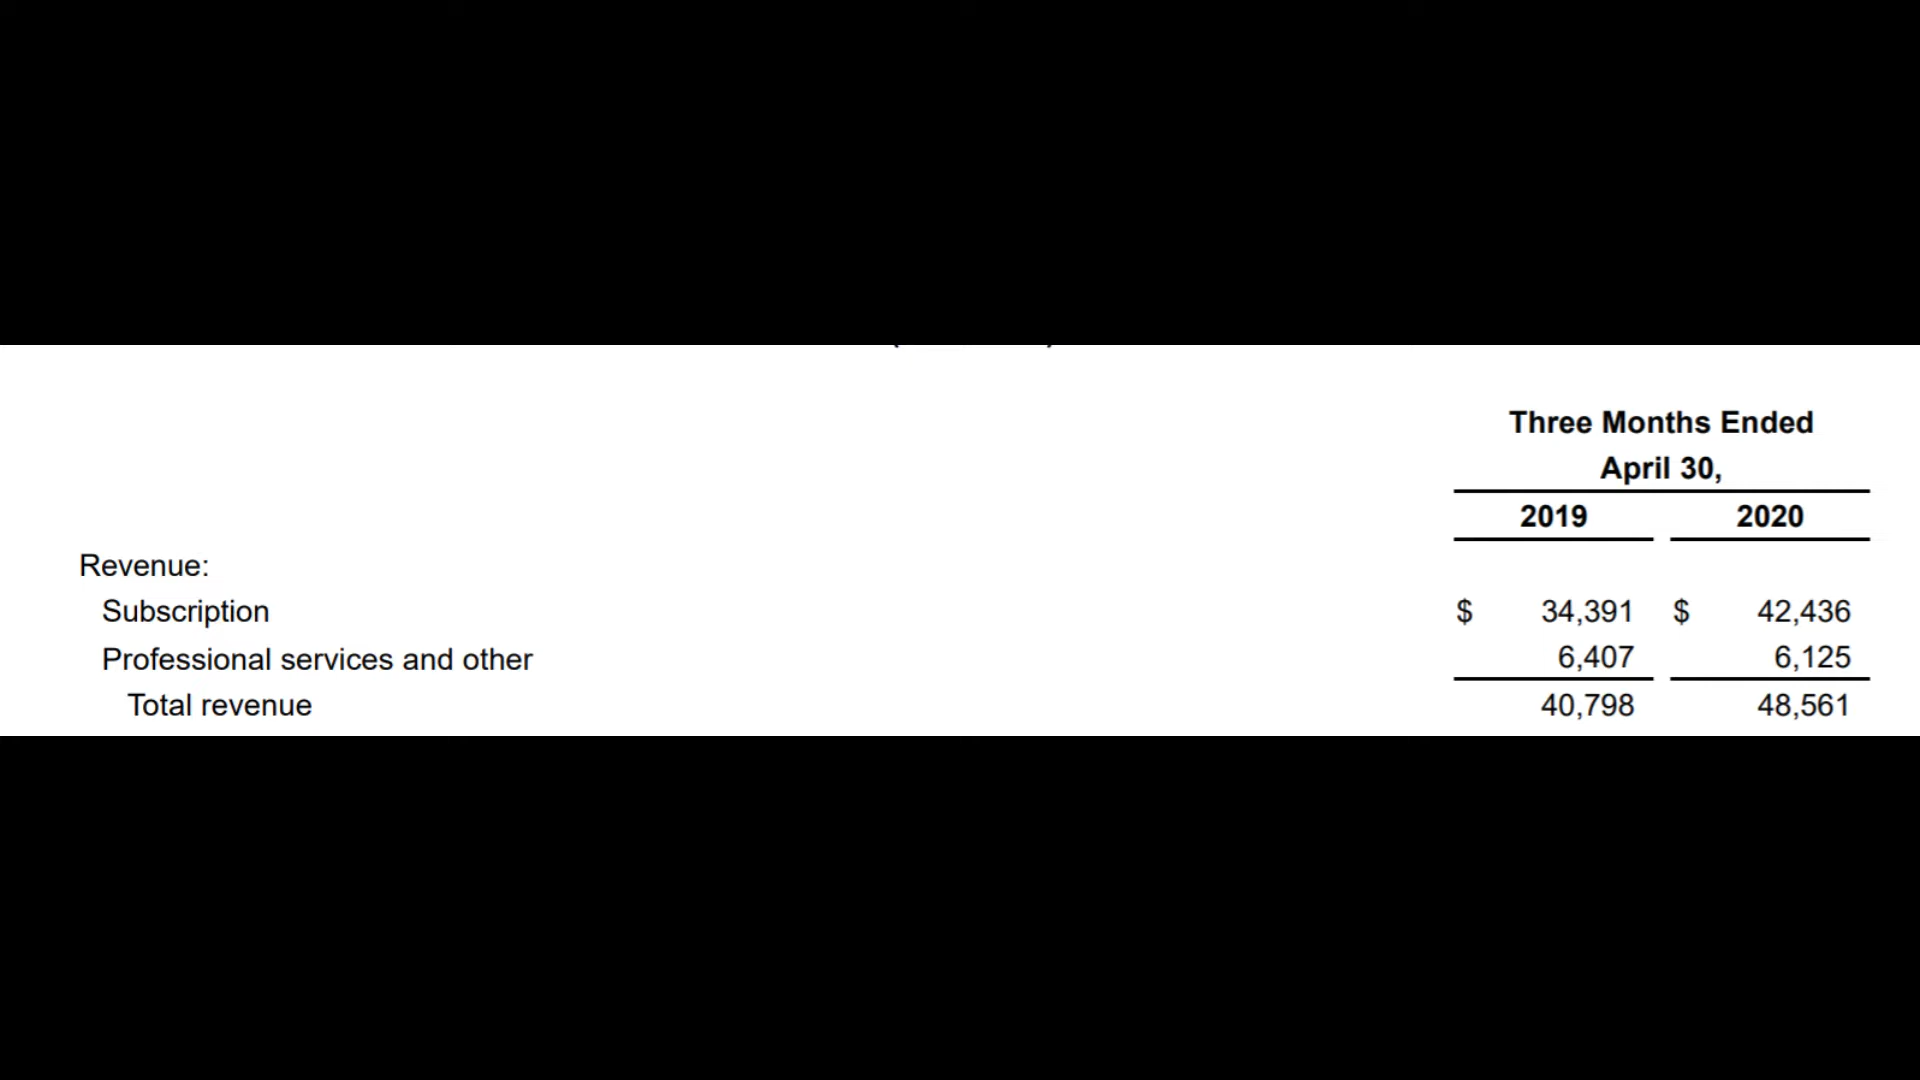 Three Months Ended
April 30,
2019 2020
Revenue:
Subscription $ 34,391 $ 42,436
Professional services and other 6,407 6,125
Total revenue 40,798 48,561